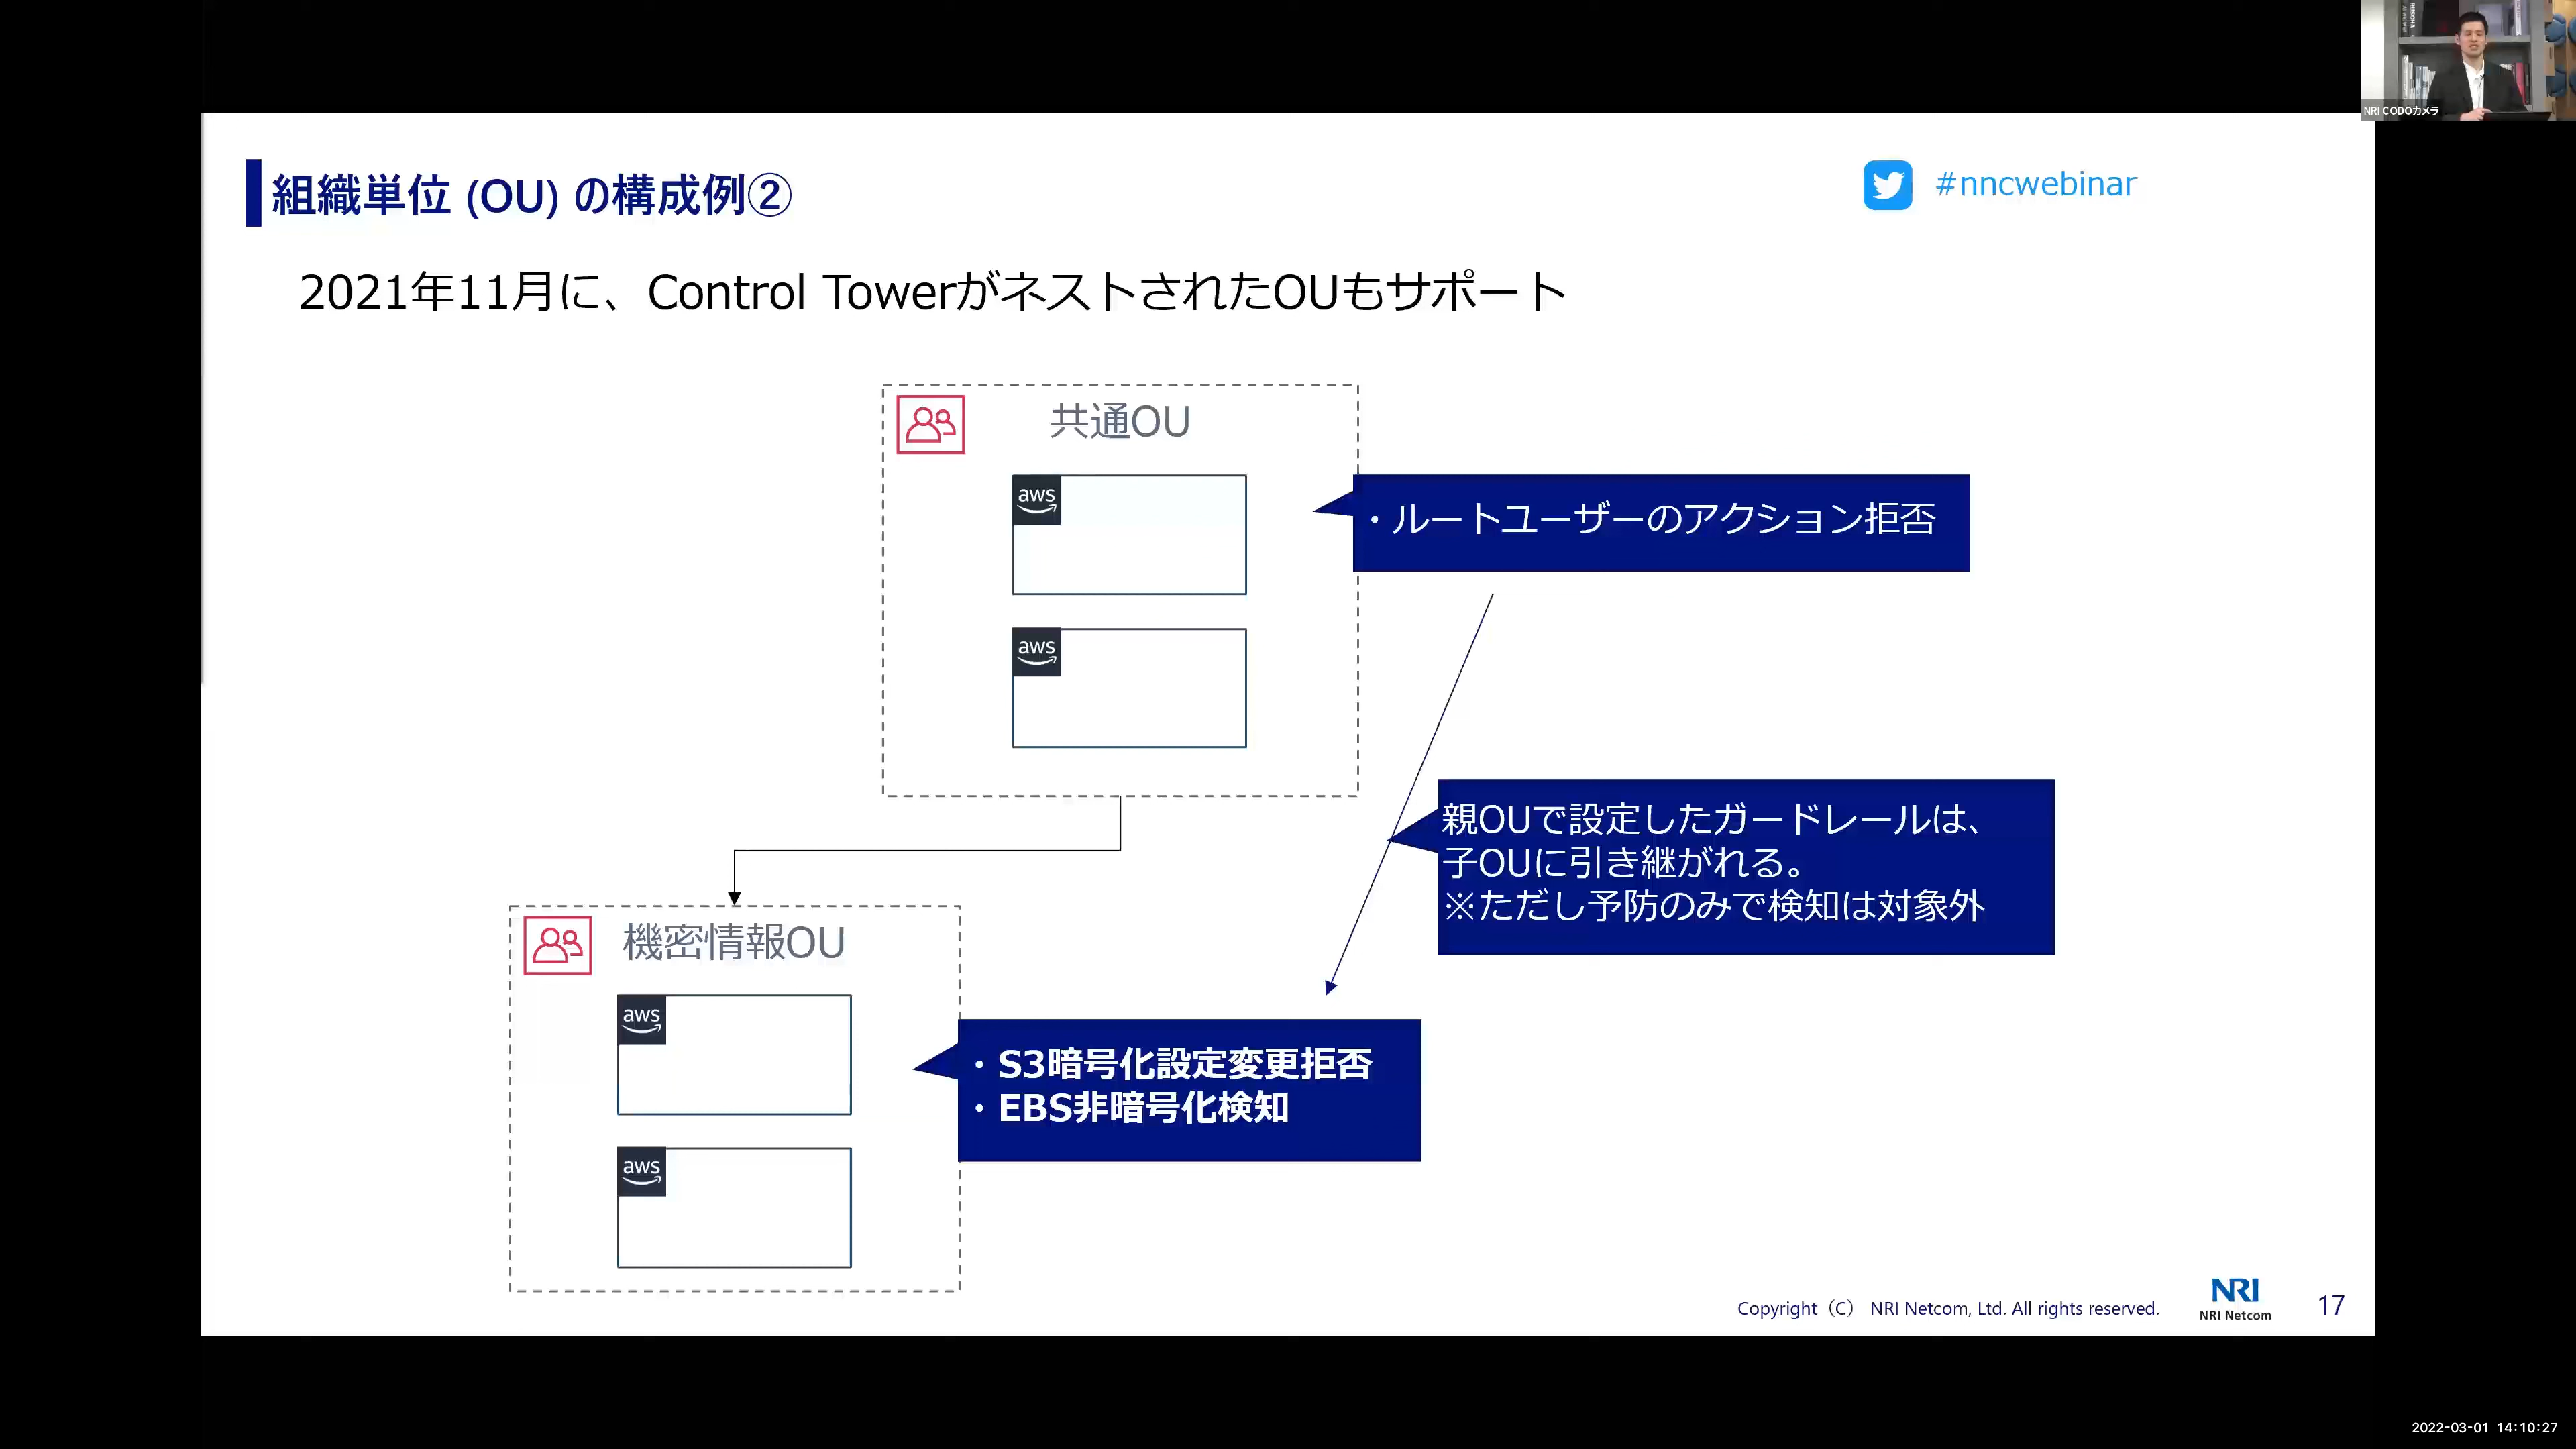 NRI CODOカメラ
組織単位 (OU) の構成例②
#nncwebinar
2021年11月に、Control TowerがネストされたOUもサポート
共通OU
aws
・ルートユーザーのアクション拒否
aws
親OUで設定したガードレールは、
子OUに引き継がれる。
※ただし予防のみで検知は対象外
機密情報OU
aws
・S3暗号化設定変更拒否
・EBS非暗号化検知
aws
Copyright（C） NRI Netcom, Ltd. All rights reserved.
NRI
NRI Netcom
17
2022-03-01 14:10:27